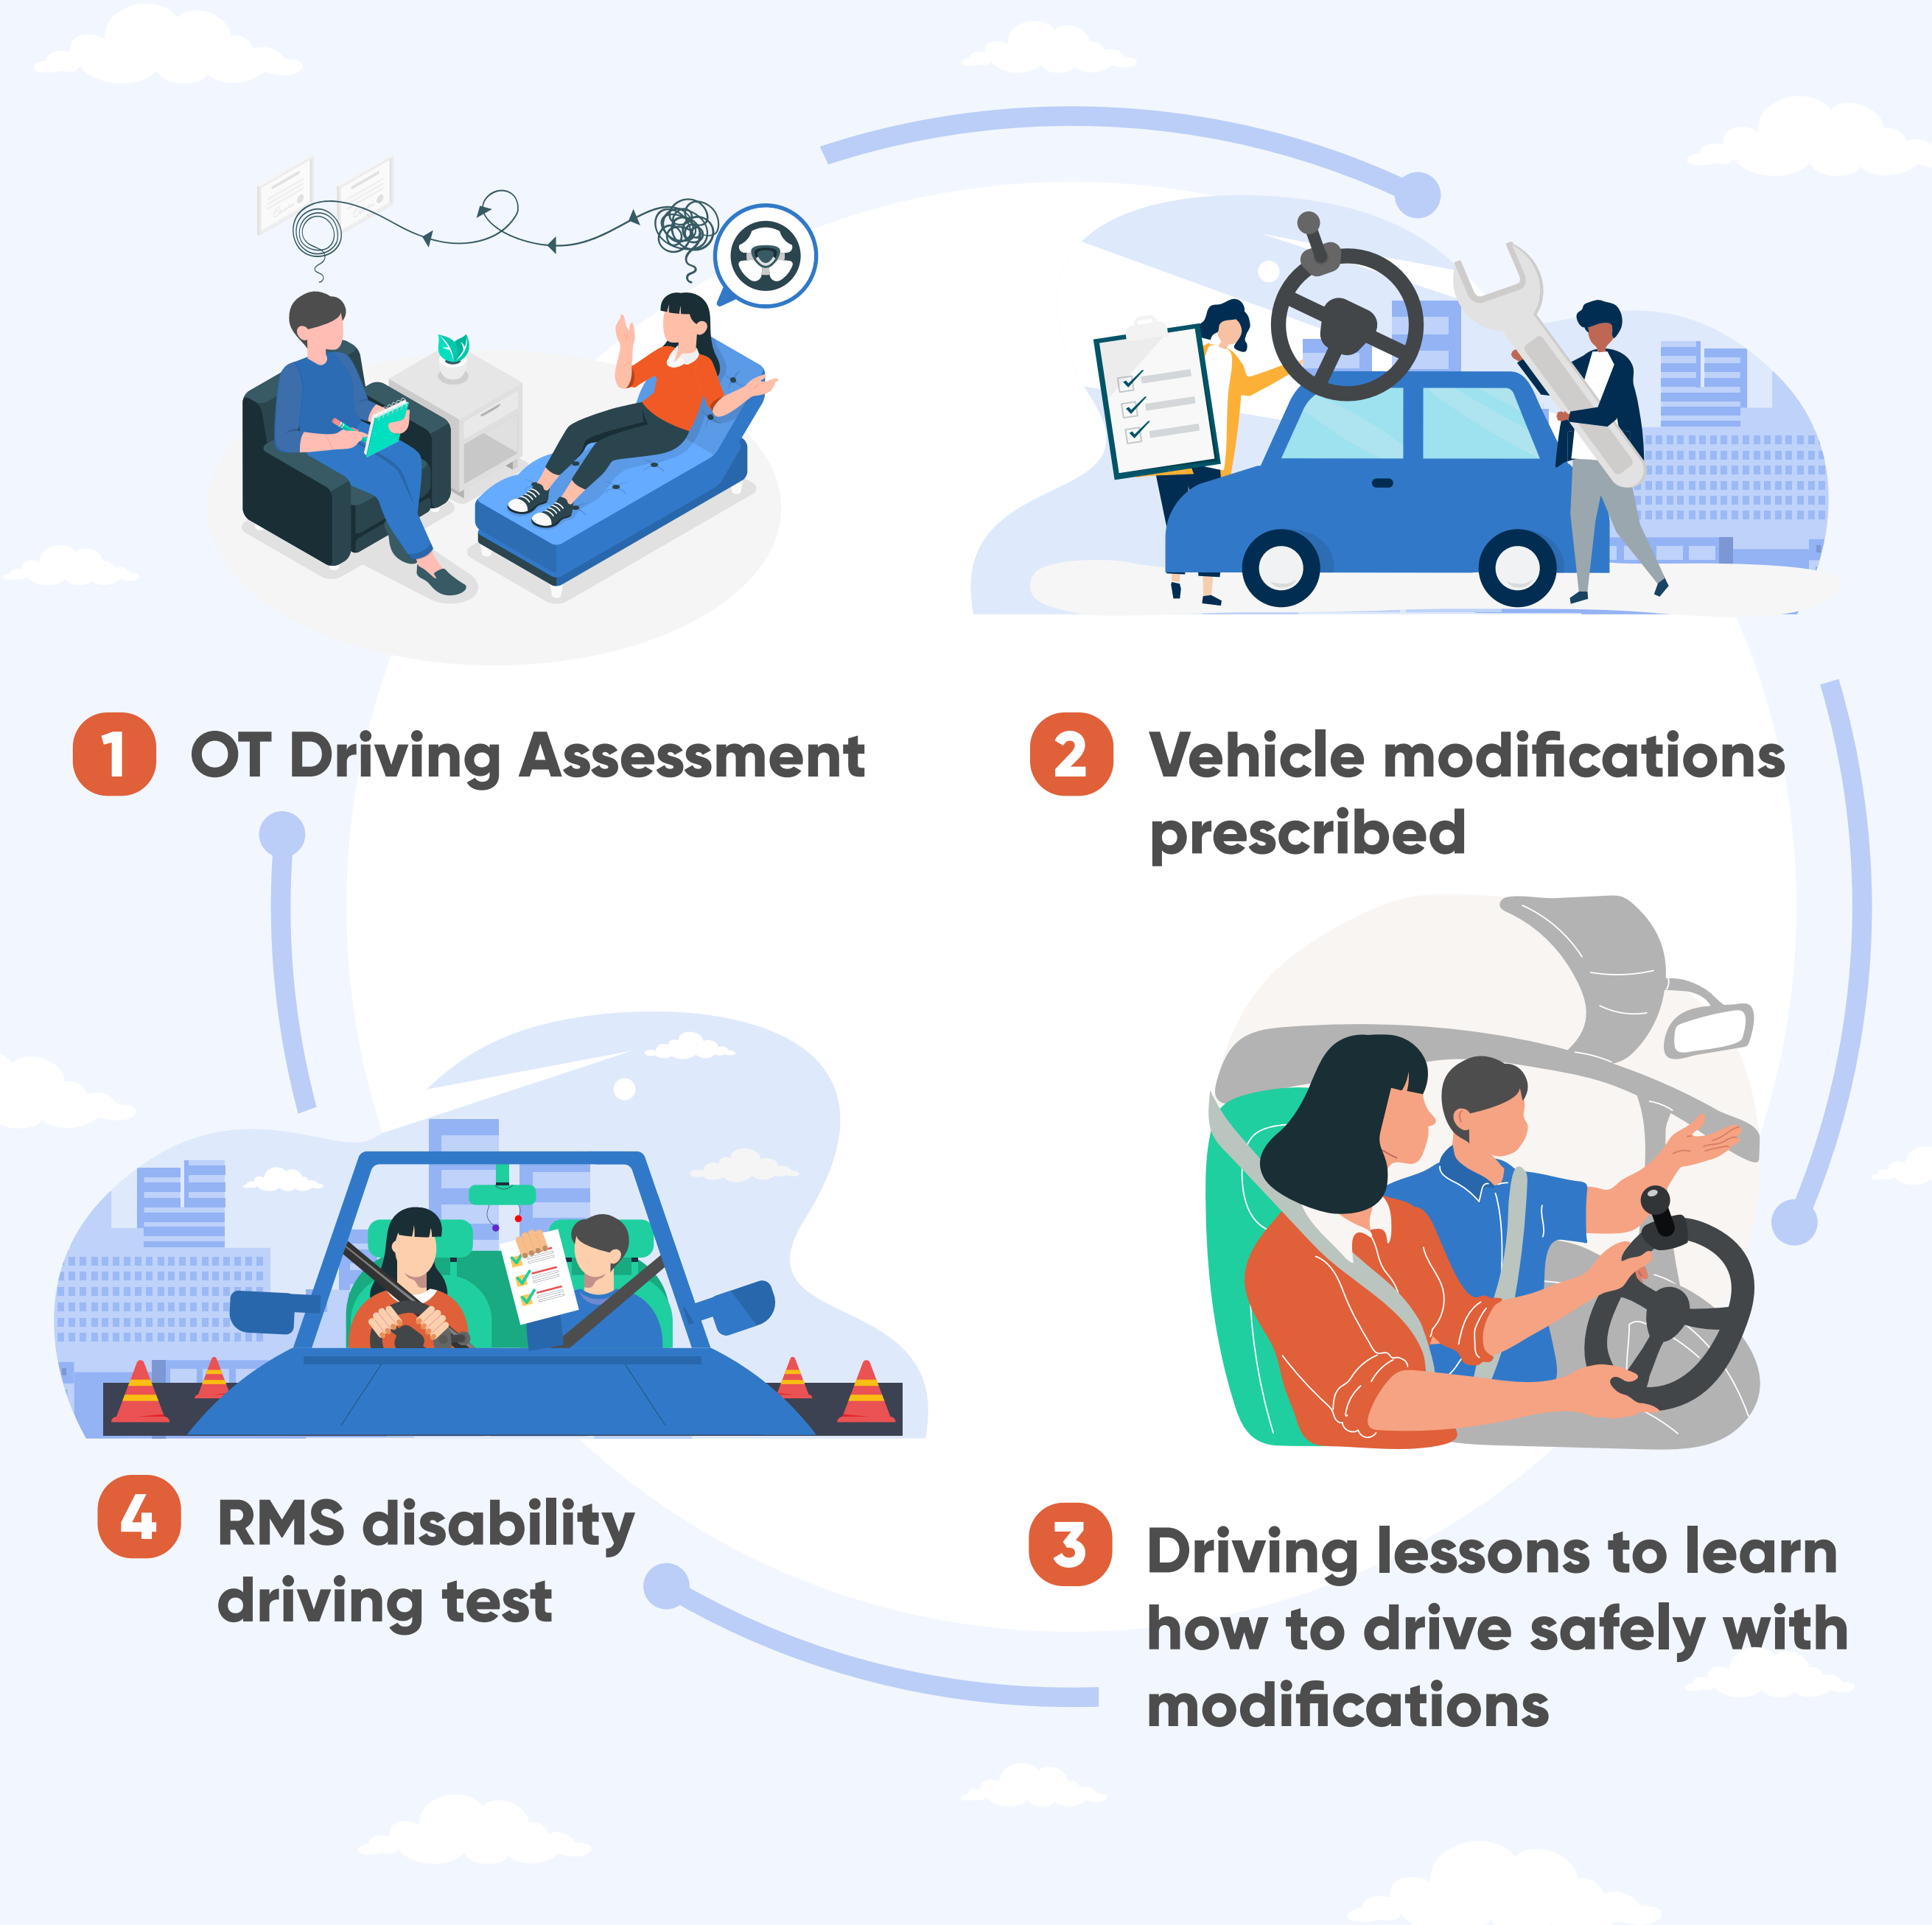 1 OT Driving Assessment
2 Vehicle modifications
prescribed
3 Driving lessons to learn
how to drive safely with
modifications
4 RMS disability
driving test